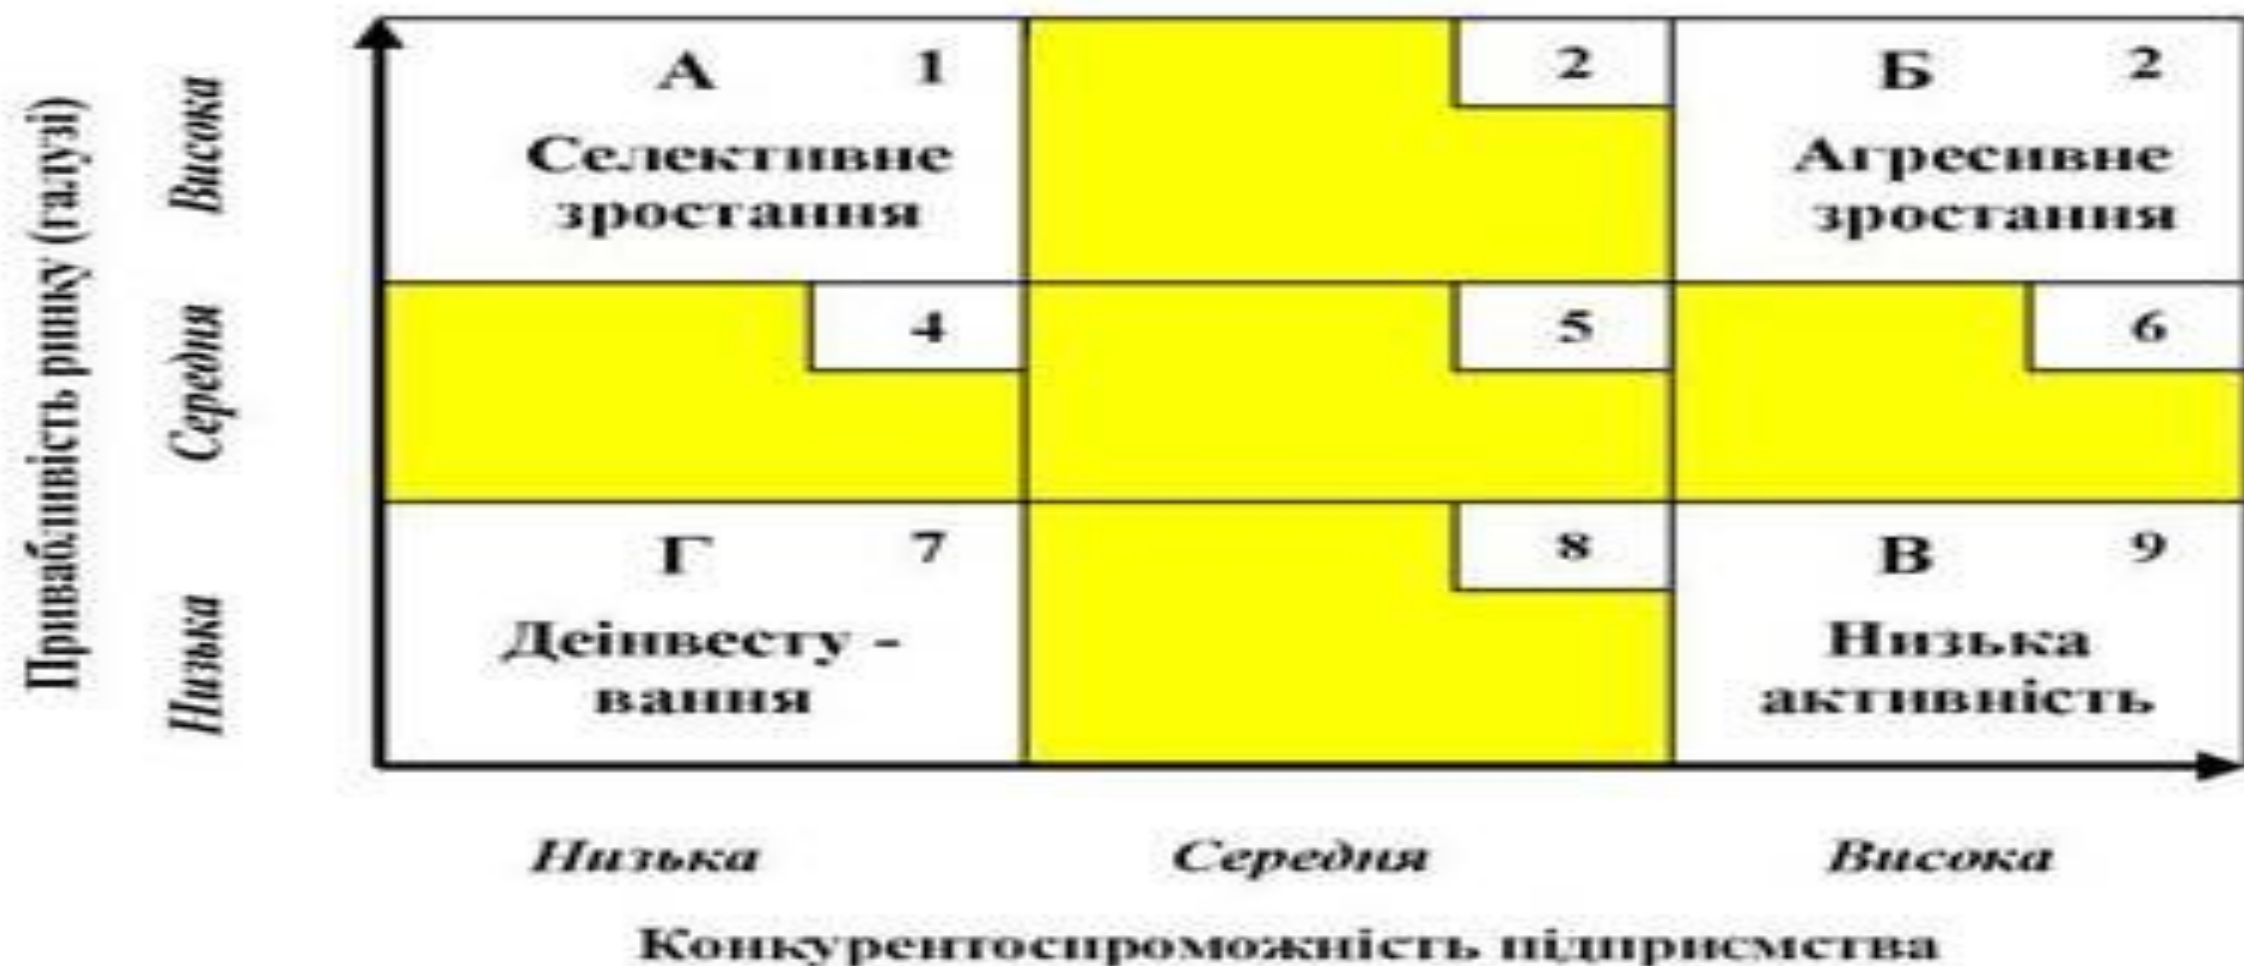 Привабливість ринку (галузі)
Висока
Середня
Низька
А 1
Селективне
зростання
2
Б 2
Агресивне
зростання
4
5
6
Г 7
Деінвесту -
вання
8
В 9
Низька
активність
Низька
Середня
Висока
Конкурентоспроможність підприємства